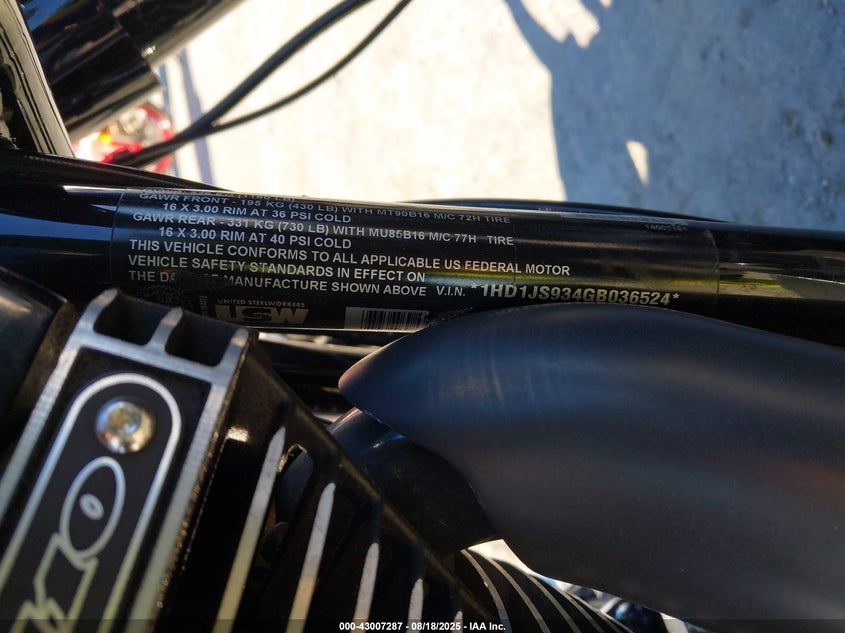 GAWR FRONT - 195 KG (430 LB) WITH MT90B16 M/C 72H TIRE
16 X 3.00 RIM AT 36 PSI COLD
GAWR REAR - 331 KG (730 LB) WITH MU85B16 M/C 77H TIRE
16 X 3.00 RIM AT 40 PSI COLD
THIS VEHICLE CONFORMS TO ALL APPLICABLE US FEDERAL MOTOR
VEHICLE SAFETY STANDARDS IN EFFECT ON
THE MANUFACTURE SHOWN ABOVE V.I.N. *1HD1JS934GB036524*
UNITED STEELWORKERS
USW
000-43007287 - 08/18/2025 - IAA Inc.